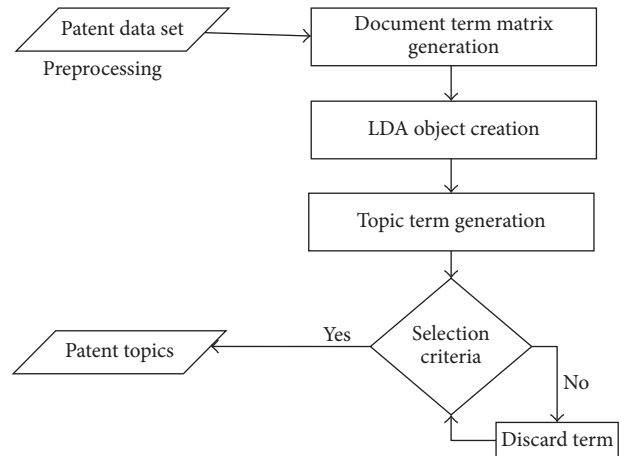 Patent data set
Preprocessing
Document term matrix
generation
LDA object creation
Topic term generation
Selection
criteria
Yes
Patent topics
No
Discard term